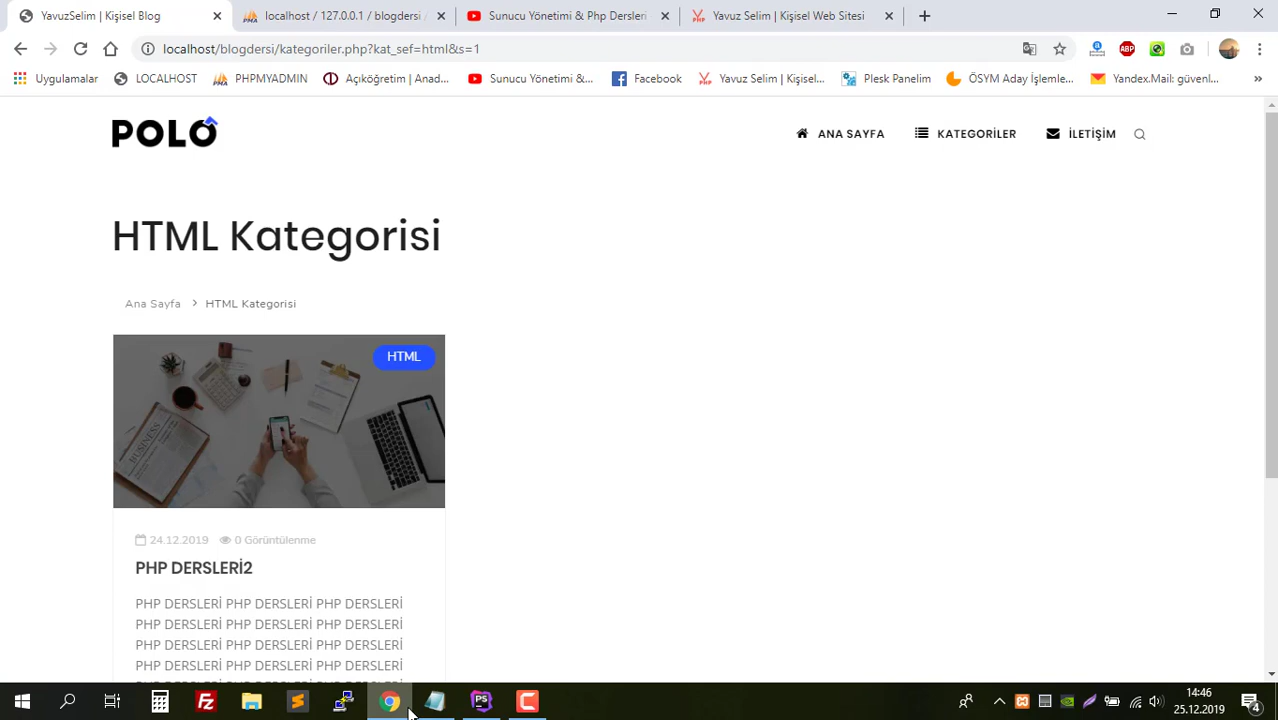 YavuzSelim | Kişisel Blog
localhost / 127.0.0.1 / blogdersi /
Sunucu Yönetimi & Php Dersleri
Yavuz Selim | Kişisel Web Sitesi
localhost/blogdersi/kategoriler.php?kat_sef=html&s=1
ABP
Uygulamalar
LOCALHOST
PHPMYADMIN
Açıköğretim | Anad...
Sunucu Yönetimi &...
Facebook
Yavuz Selim | Kişisel...
Plesk Panelim
ÖSYM Aday İşlemle...
Yandex.Mail: güvenl...
POLO
ANA SAYFA
KATEGORİLER
İLETİŞİM
HTML Kategorisi
Ana Sayfa > HTML Kategorisi
HTML
BUSINESS
24.12.2019 0 Görüntülenme
PHP DERSLERİ2
PHP DERSLERİ PHP DERSLERİ PHP DERSLERİ
PHP DERSLERİ PHP DERSLERİ PHP DERSLERİ
PHP DERSLERİ PHP DERSLERİ PHP DERSLERİ
PHP DERSLERİ PHP DERSLERİ PHP DERSLERİ
14:46
25.12.2019
4